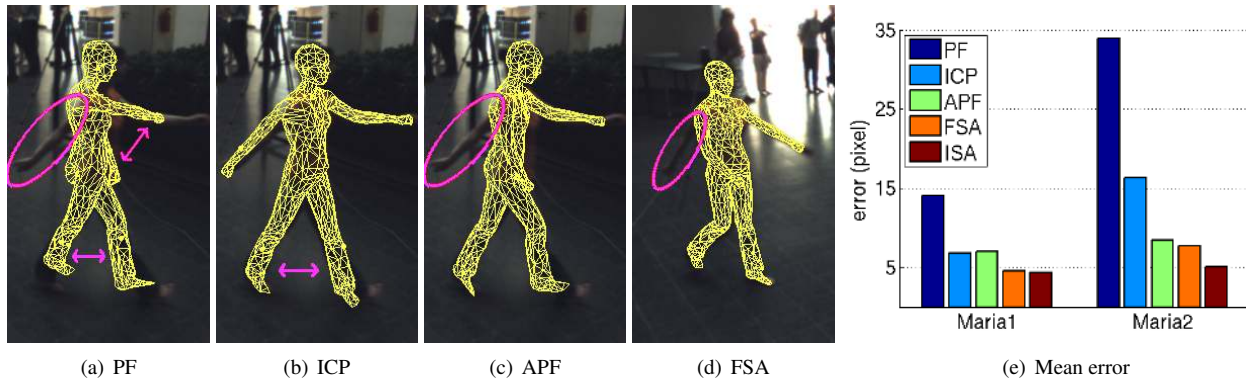 35
25
15
5
error (pixel)
PF
ICP
APF
FSA
ISA
Maria1 Maria2
(a) PF (b) ICP (c) APF (d) FSA (e) Mean error